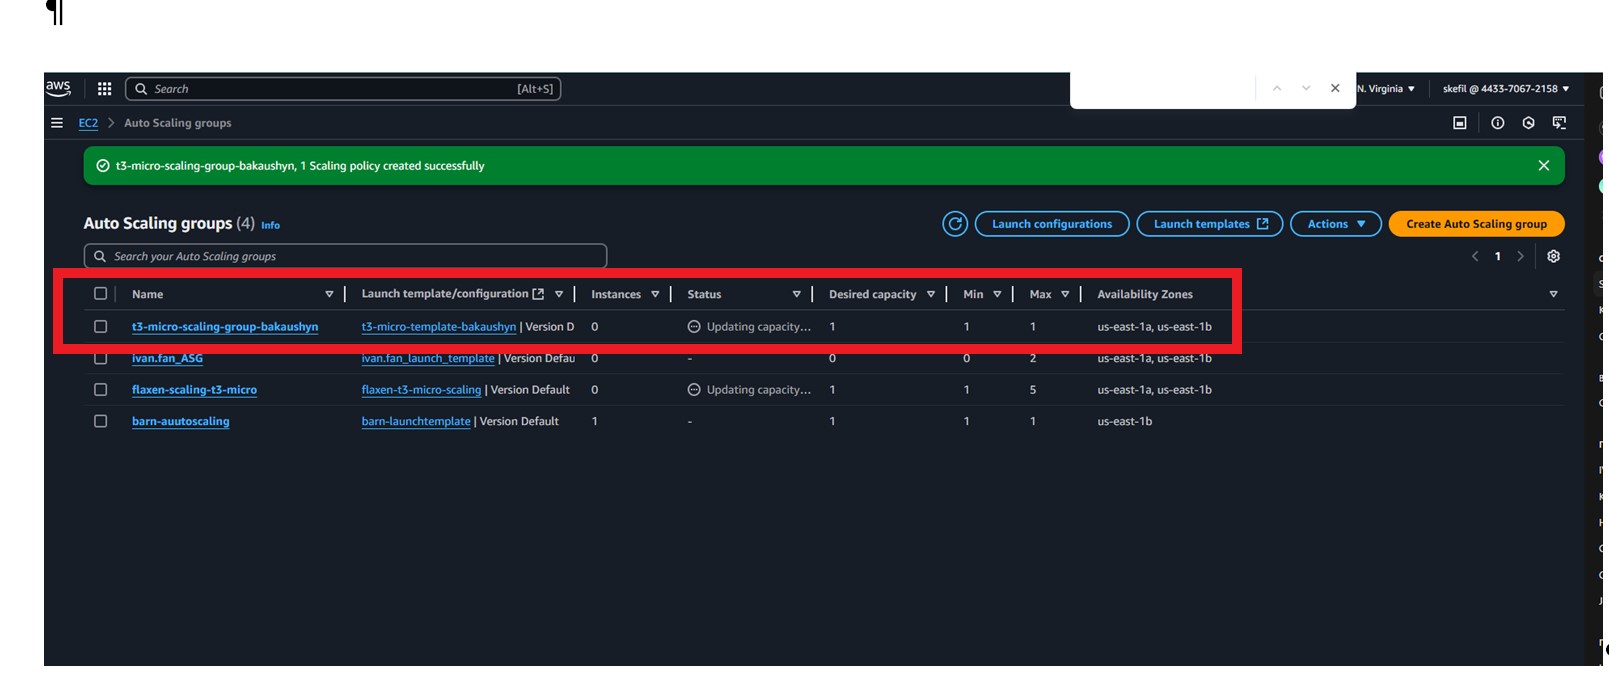 ¶
aws Search [Alt+S] N. Virginia ▼ skefil @ 4433-7067-2158 ▼
EC2 > Auto Scaling groups
t3-micro-scaling-group-bakaushyn, 1 Scaling policy created successfully
Auto Scaling groups (4) Info Launch configurations Launch templates Actions ▼ Create Auto Scaling group
Search your Auto Scaling groups 1
Name Launch template/configuration Instances Status Desired capacity Min Max Availability Zones
t3-micro-scaling-group-bakaushyn t3-micro-template-bakaushyn | Version D 0 Updating capacity... 1 1 1 us-east-1a, us-east-1b
ivan.fan_ASG ivan.fan_launch_template | Version Defau 0 - 0 0 2 us-east-1a, us-east-1b
flaxen-scaling-t3-micro flaxen-t3-micro-scaling | Version Default 0 Updating capacity... 1 1 5 us-east-1a, us-east-1b
barn-auutoscaling barn-launchtemplate | Version Default 1 - 1 1 1 us-east-1b